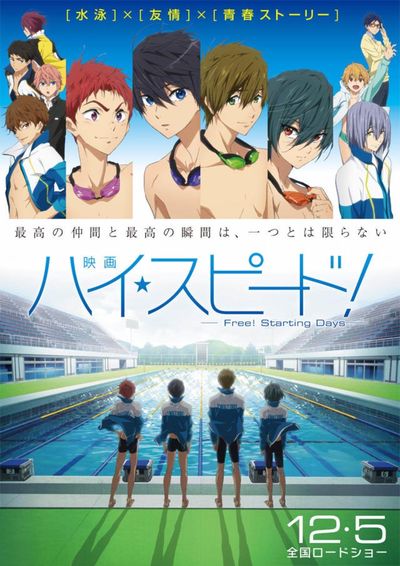 [水泳]×[友情]×[青春ストーリー]
最高の仲間と最高の瞬間は、一つとは限らない
映画
ハイ☆スピード!
― Free! Starting Days ―
12・5
全国ロードショー